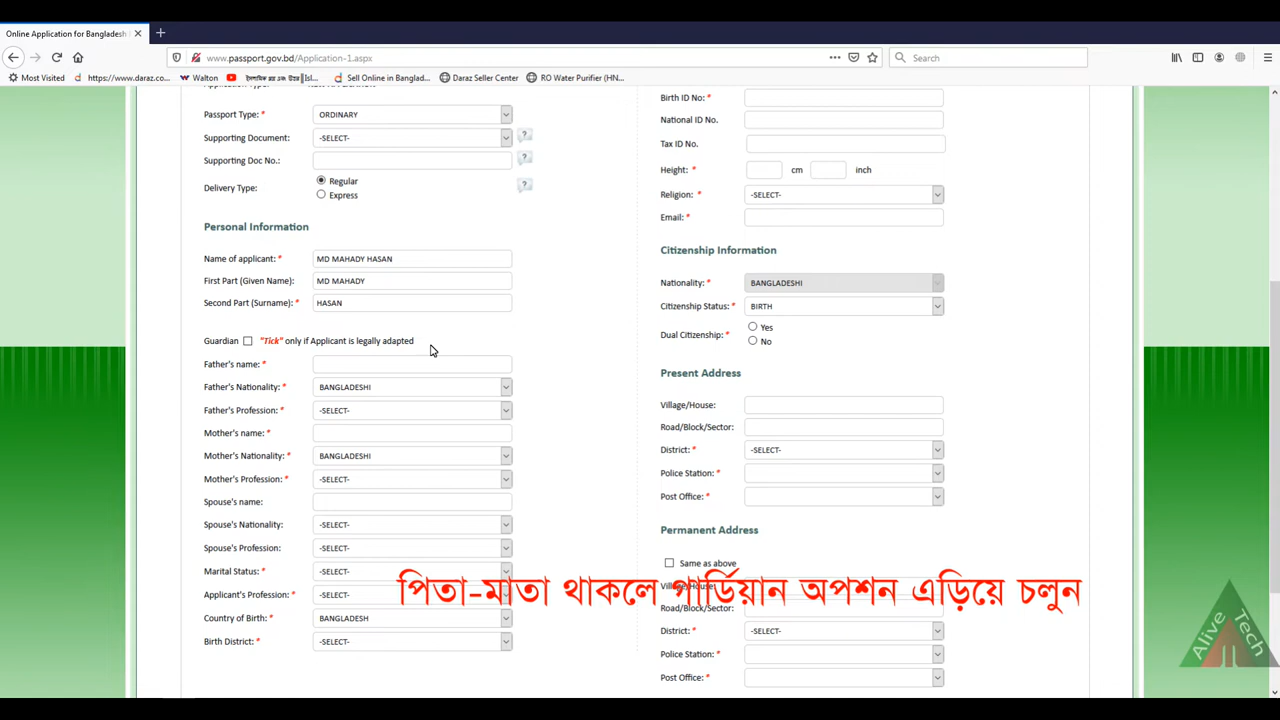 Online Application for Bangladesh
www.passport.gov.bd/Application-1.aspx
Search
Most Visited
https://www.daraz.co...
Walton
Sell Online in Banglad...
Daraz Seller Center
RO Water Purifier (HN...
Passport Type: * ORDINARY
Supporting Document: -SELECT-
Supporting Doc No.:
Delivery Type: Regular
Express
Personal Information
Name of applicant: * MD MAHADY HASAN
First Part (Given Name): MD MAHADY
Second Part (Surname): * HASAN
Guardian "Tick" only if Applicant is legally adapted
Father's name: *
Father's Nationality: * BANGLADESHI
Father's Profession: * -SELECT-
Mother's name: *
Mother's Nationality: * BANGLADESHI
Mother's Profession: * -SELECT-
Spouse's name:
Spouse's Nationality: -SELECT-
Spouse's Profession: -SELECT-
Marital Status: * -SELECT-
Applicant's Profession: * -SELECT-
Country of Birth: * BANGLADESH
Birth District: * -SELECT-
Birth ID No: *
National ID No.
Tax ID No.
Height: * cm inch
Religion: * -SELECT-
Email: *
Citizenship Information
Nationality: * BANGLADESHI
Citizenship Status: * BIRTH
Dual Citizenship: * Yes
No
Present Address
Village/House:
Road/Block/Sector:
District: * -SELECT-
Police Station: *
Post Office: *
Permanent Address
Same as above
Village/House:
Road/Block/Sector:
District: * -SELECT-
Police Station: *
Post Office: *
পিতা-মাতা থাকলে গার্ডিয়ান অপশন এড়িয়ে চলুন
Alive Tech